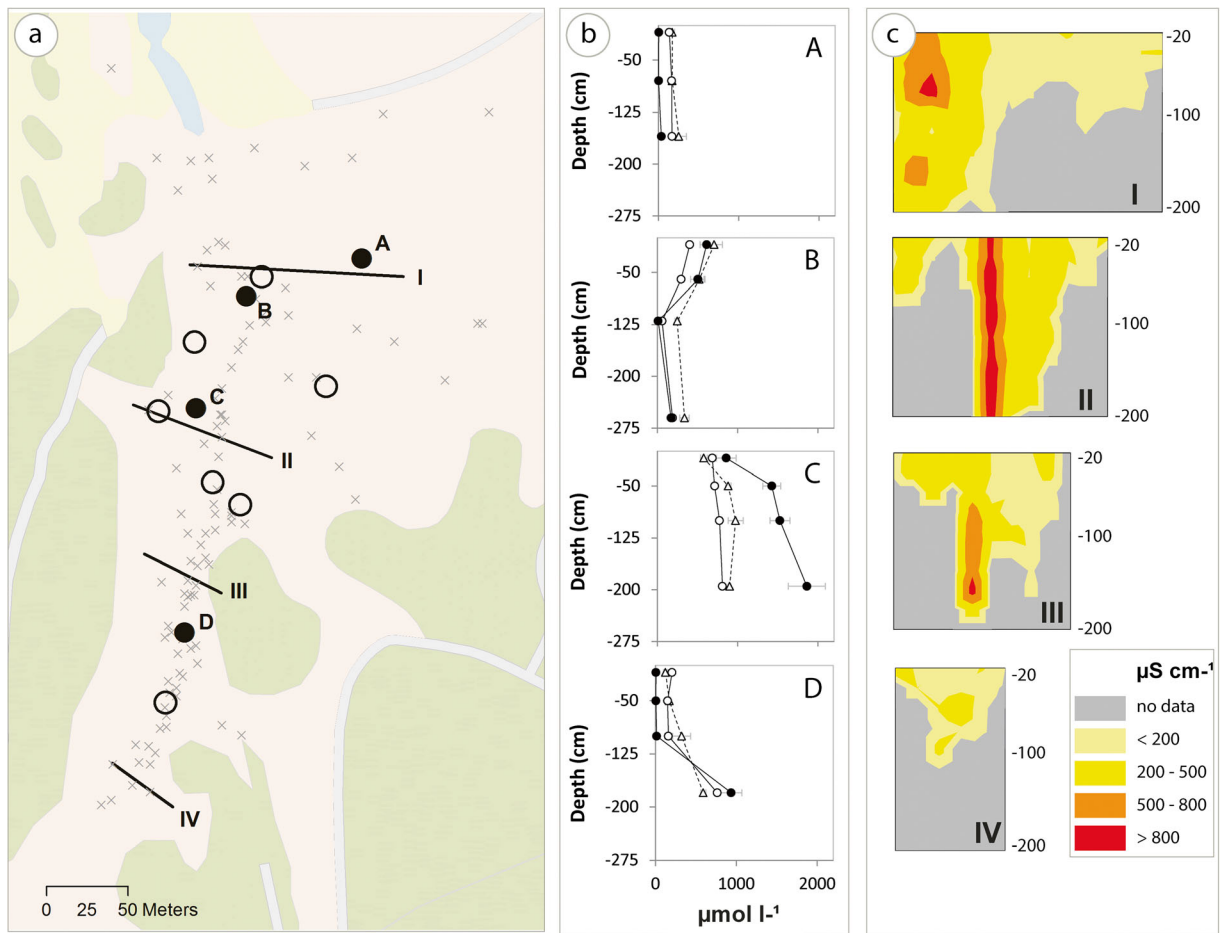 a
A
I
B
C
II
III
D
IV
0 25 50 Meters
b
A
Depth (cm)
-50
-125
-200
-275
B
Depth (cm)
-50
-125
-200
-275
C
Depth (cm)
-50
-125
-200
-275
D
Depth (cm)
-50
-125
-200
-275
0 1000 2000
µmol l-¹
c
-20
-100
-200
I
-20
-100
-200
II
-20
-100
-200
III
-20
-100
-200
IV
µS cm-¹
no data
< 200
200 - 500
500 - 800
> 800